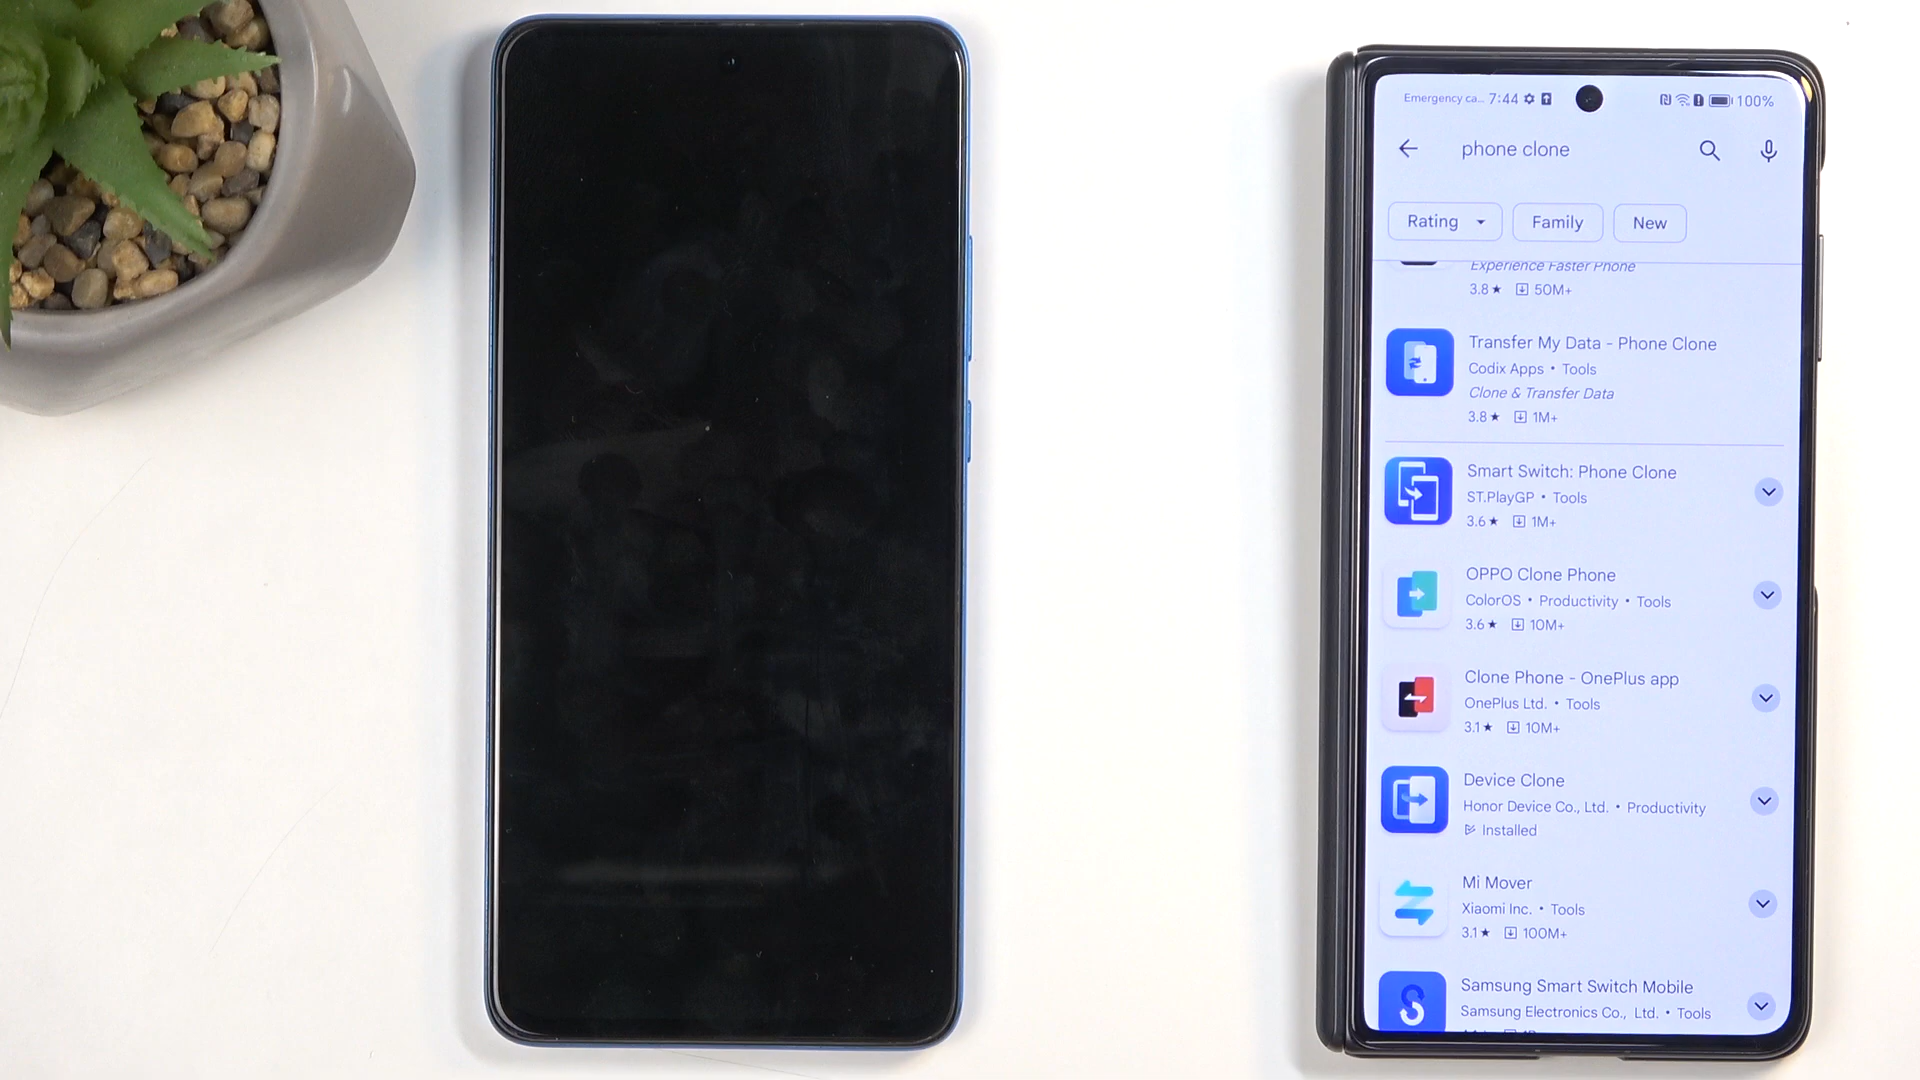 Emergency ca... 7:44 100%
phone clone
Rating Family New
Experience Faster Phone
3.8★ 50M+
Transfer My Data - Phone Clone
Codix Apps • Tools
Clone & Transfer Data
3.8★ 1M+
Smart Switch: Phone Clone
ST.PlayGP • Tools
3.6★ 1M+
OPPO Clone Phone
ColorOS • Productivity • Tools
3.6★ 10M+
Clone Phone - OnePlus app
OnePlus Ltd. • Tools
3.1★ 10M+
Device Clone
Honor Device Co., Ltd. • Productivity
Installed
Mi Mover
Xiaomi Inc. • Tools
3.1★ 100M+
Samsung Smart Switch Mobile
Samsung Electronics Co., Ltd. • Tools